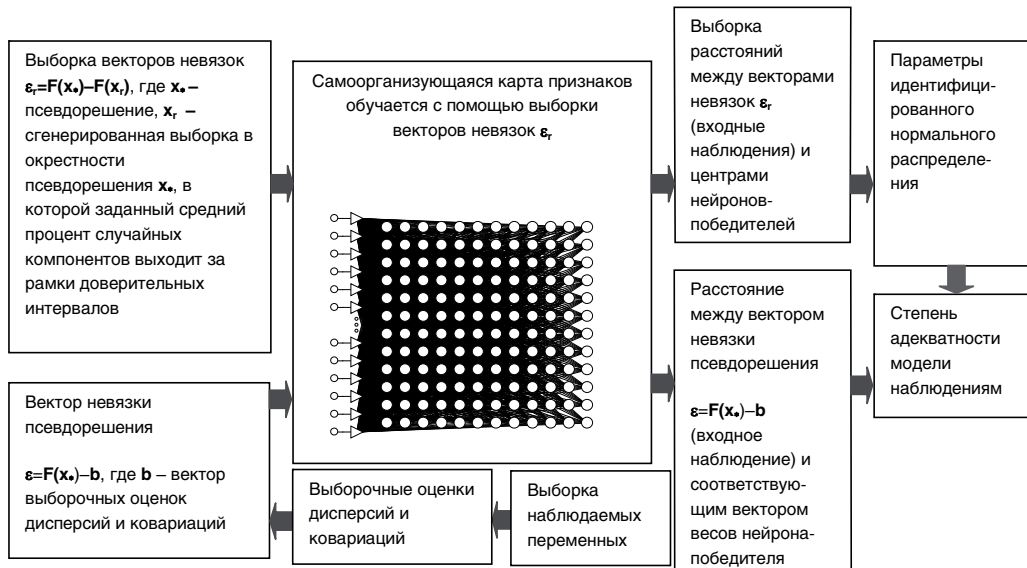 Выборка векторов невязок
εr=F(x*)–F(xr), где x* –
псевдорешение, xr –
сгенерированная выборка в
окрестности
псевдорешения x*, в
которой заданный средний
процент случайных
компонентов выходит за
рамки доверительных
интервалов
Самоорганизующаяся карта признаков
обучается с помощью выборки
векторов невязок εr
Выборка
расстояний
между векторами
невязок εr
(входные
наблюдения) и
центрами
нейронов-
победителей
Параметры
идентифици-
рованного
нормального
распределе-
ния
Вектор невязки
псевдорешения
ε=F(x*)–b, где b – вектор
выборочных оценок
дисперсий и ковариаций
Выборочные оценки
дисперсий и
ковариаций
Выборка
наблюдаемых
переменных
Расстояние
между вектором
невязки
псевдорешения
ε=F(x*)–b
(входное
наблюдение) и
соответствую-
щим вектором
весов нейрона-
победителя
Степень
адекватности
модели
наблюдениям